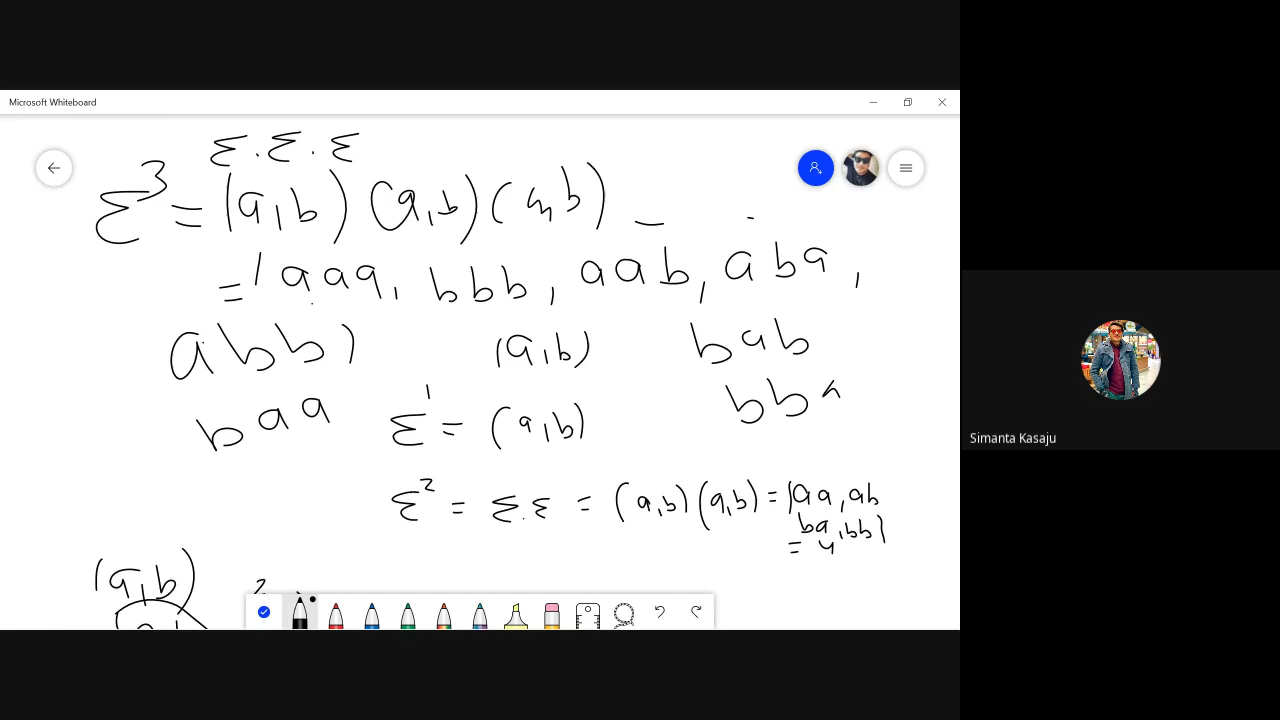 Microsoft Whiteboard
Σ . Σ . Σ
Σ³ = (a,b) (a,b) (a,b)
= (aaa, bbb, aab, aba,
abb) (a,b) bab
baa Σ¹ = (a,b) bba
Σ² = Σ.Σ = (a,b)(a,b) = (aa, ab
ba, bb)
= 4
(a,b) 2
Simanta Kasaju